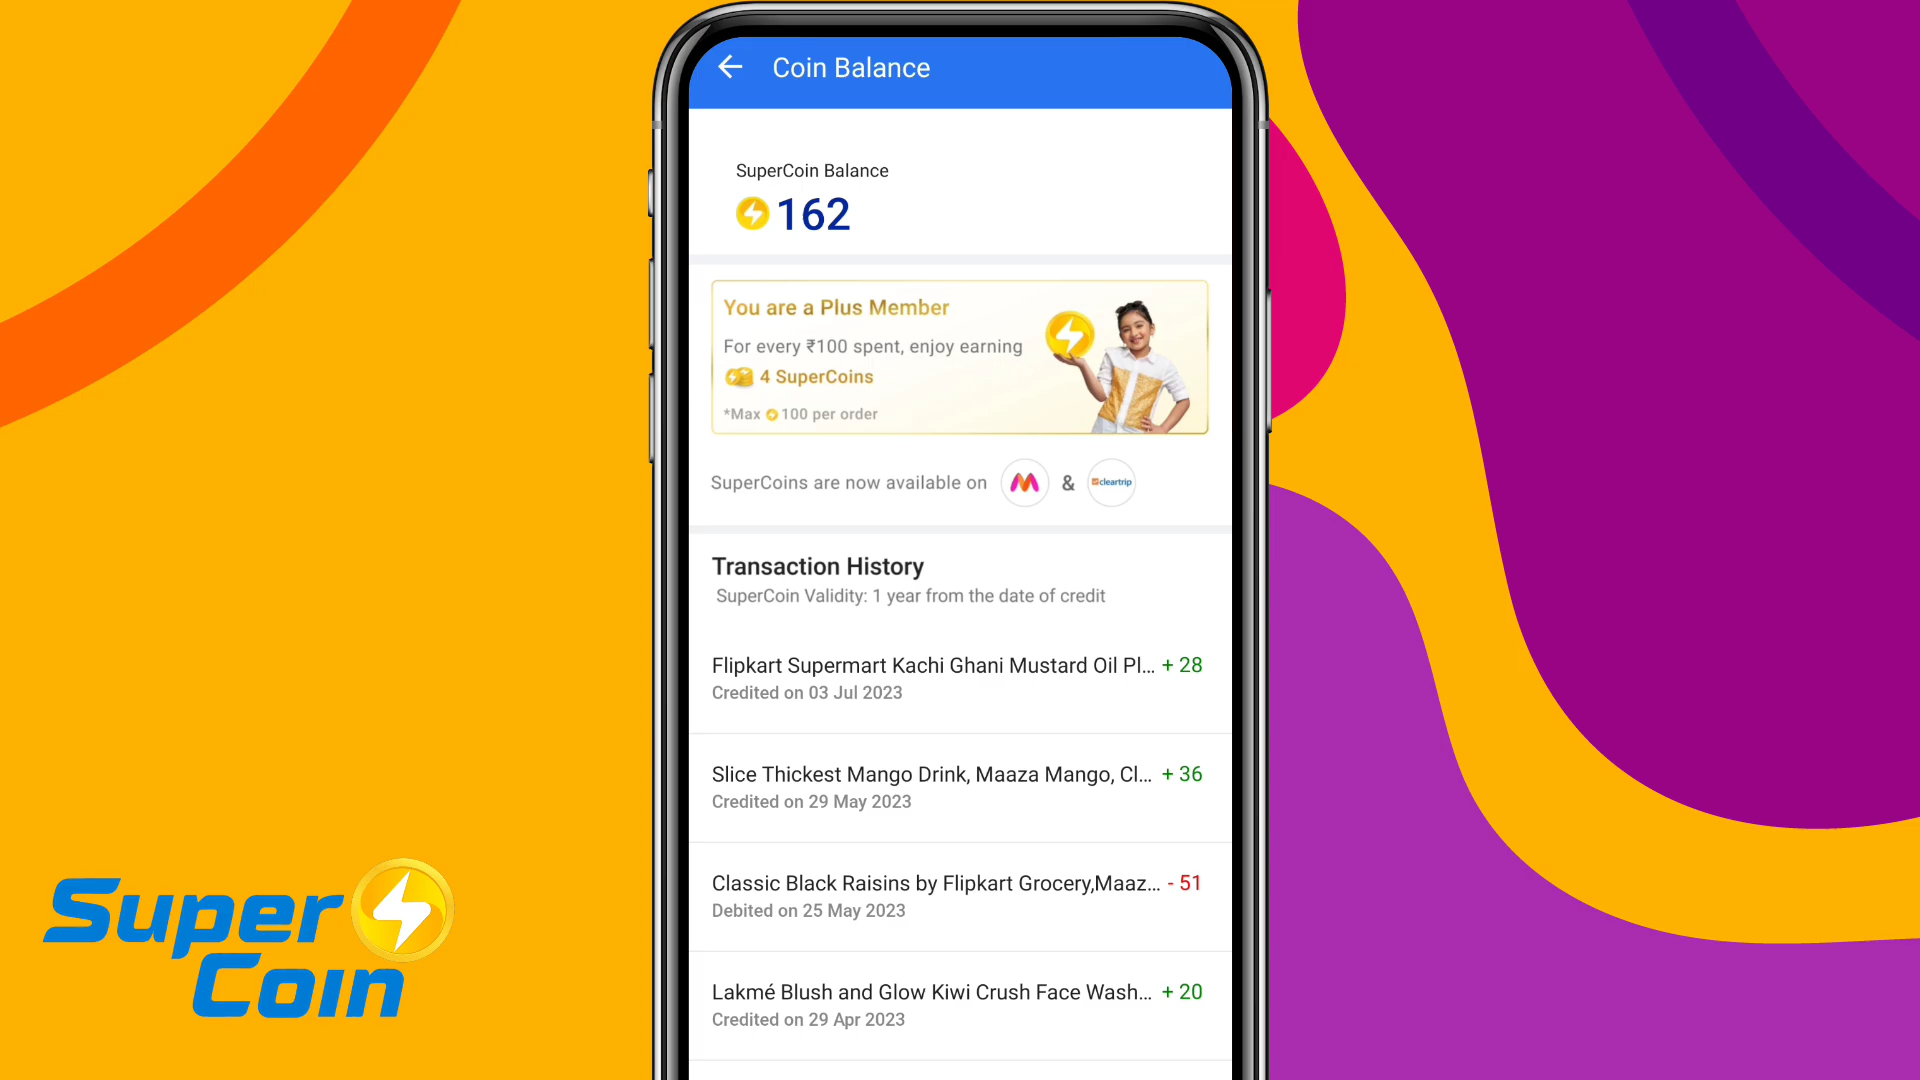 Coin Balance
SuperCoin Balance
162
You are a Plus Member
For every ₹100 spent, enjoy earning
4 SuperCoins
*Max 100 per order
SuperCoins are now available on & cleartrip
Transaction History
SuperCoin Validity: 1 year from the date of credit
Flipkart Supermart Kachi Ghani Mustard Oil Pl... + 28
Credited on 03 Jul 2023
Slice Thickest Mango Drink, Maaza Mango, Cl... + 36
Credited on 29 May 2023
Classic Black Raisins by Flipkart Grocery,Maaz... - 51
Debited on 25 May 2023
Lakmé Blush and Glow Kiwi Crush Face Wash... + 20
Credited on 29 Apr 2023
Super
Coin